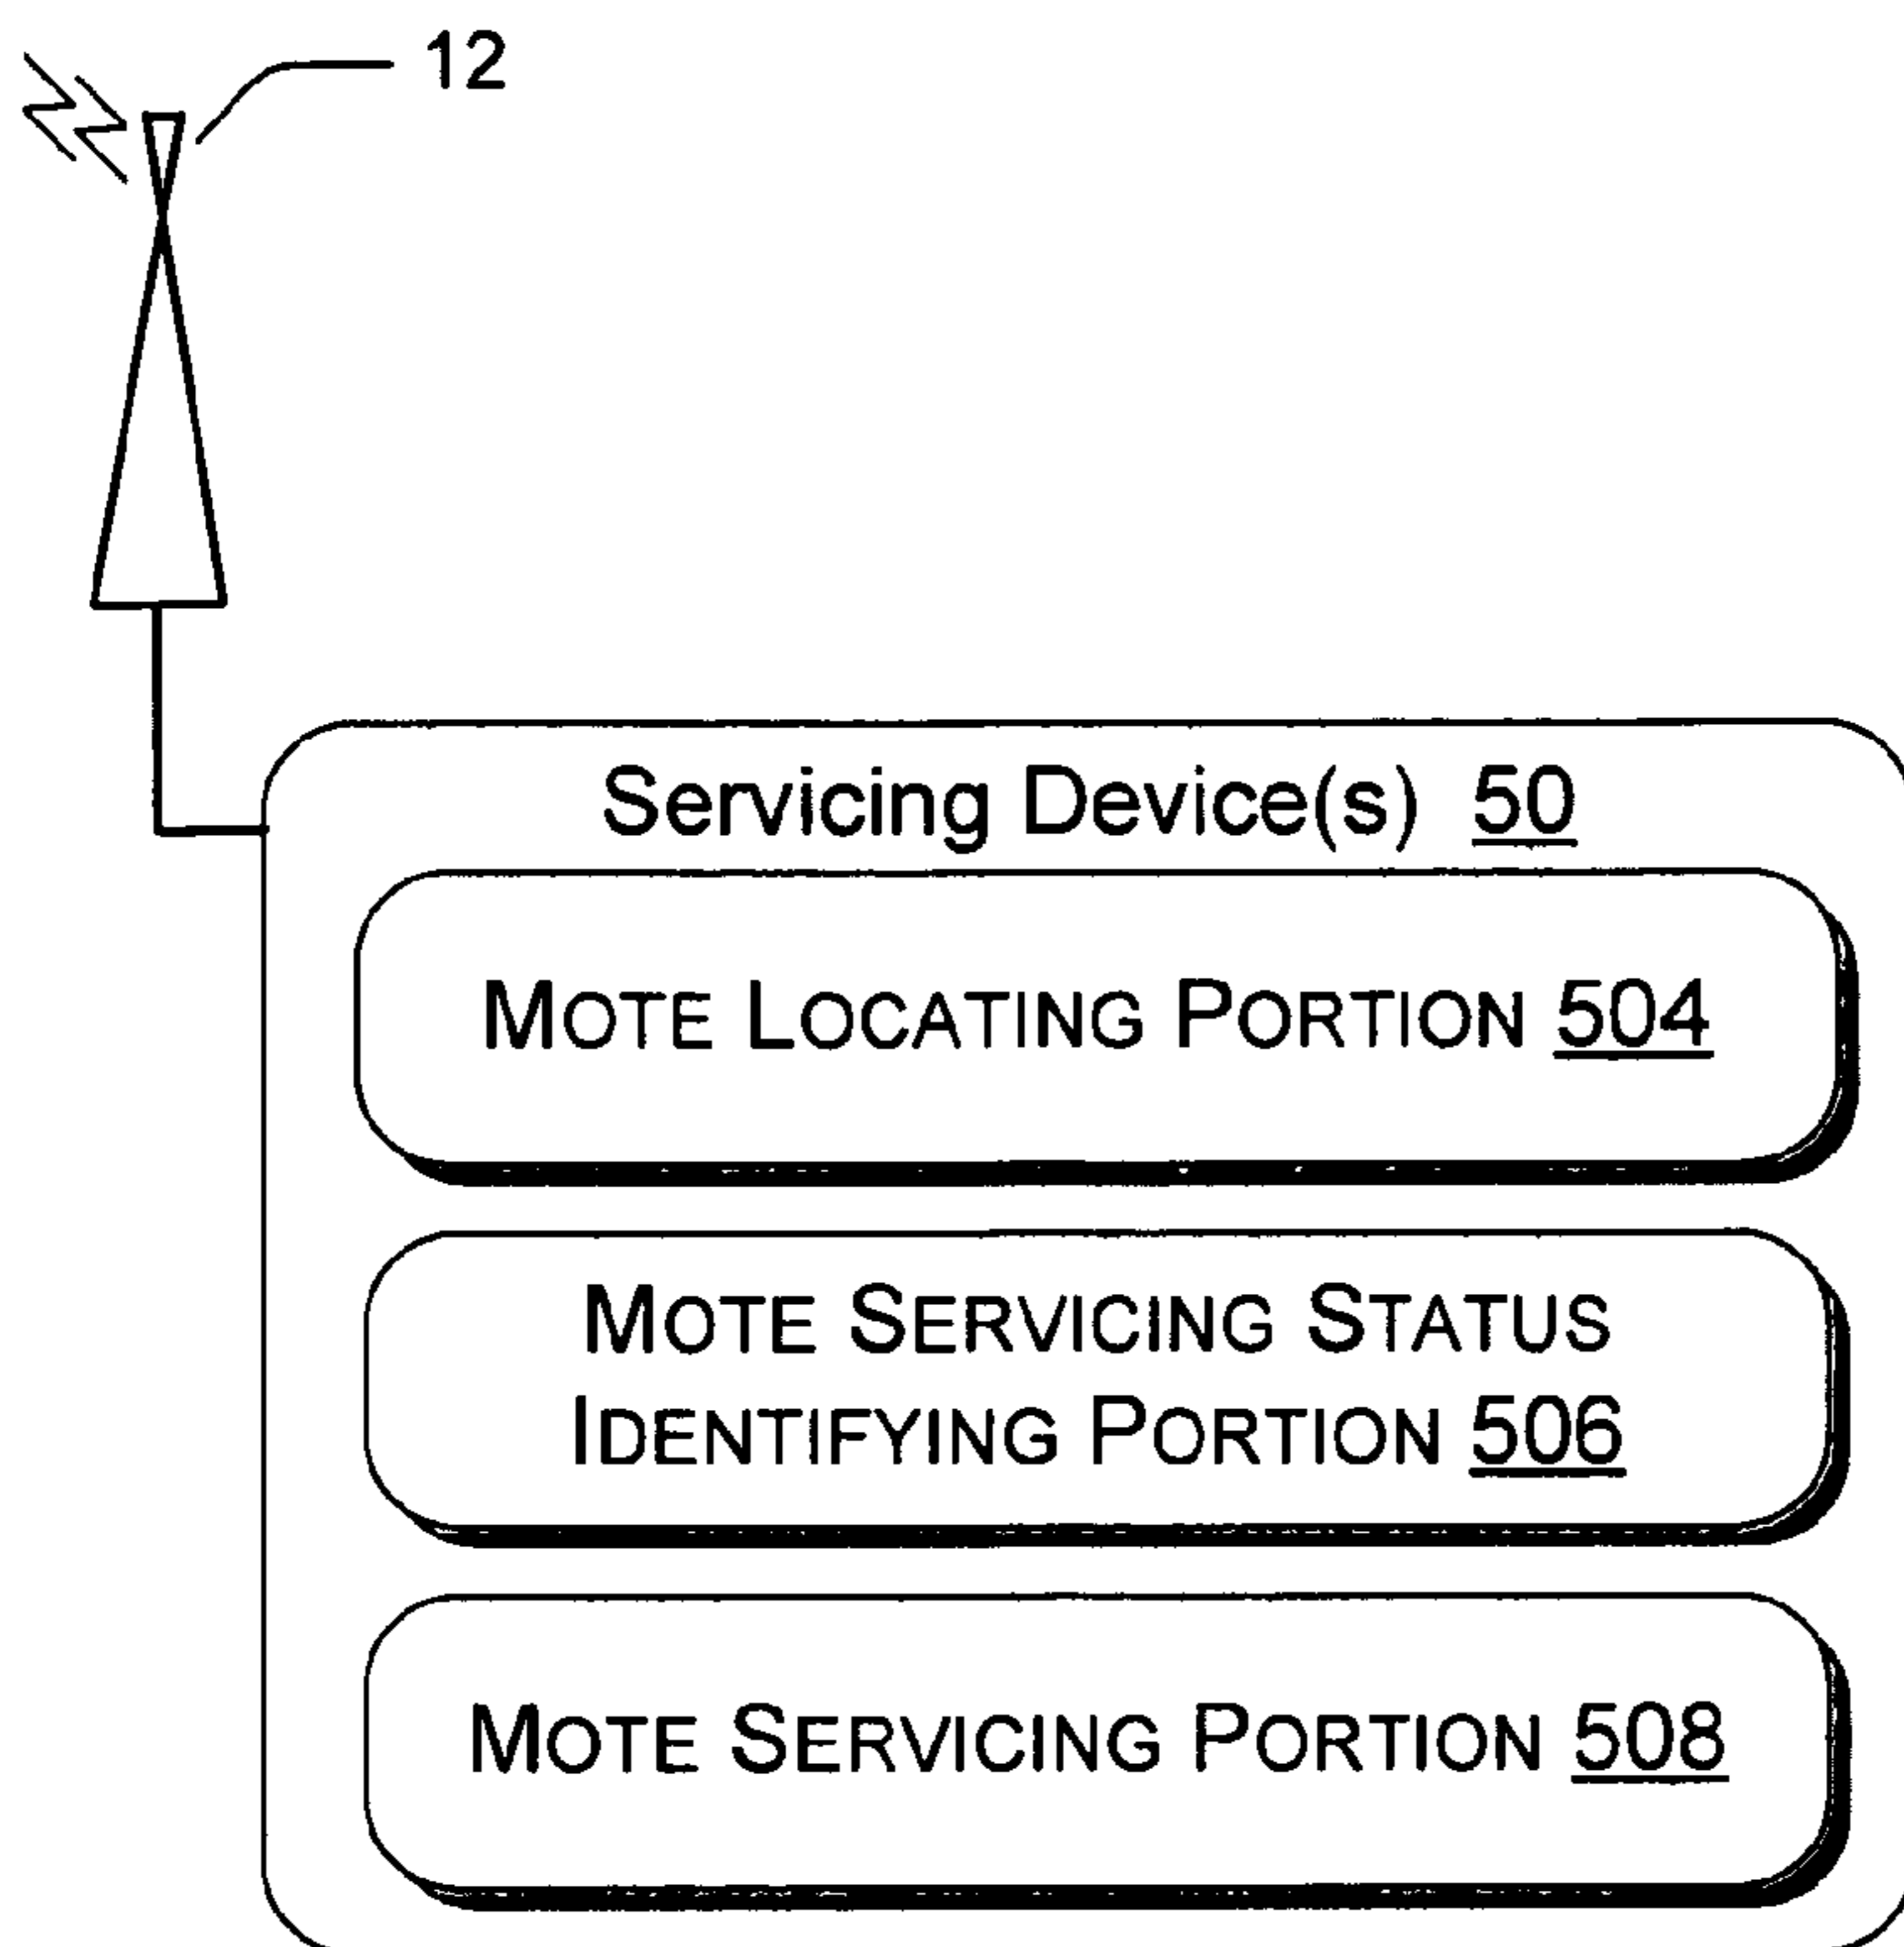 12
Servicing Device(s) 50
MOTE LOCATING PORTION 504
MOTE SERVICING STATUS
IDENTIFYING PORTION 506
MOTE SERVICING PORTION 508